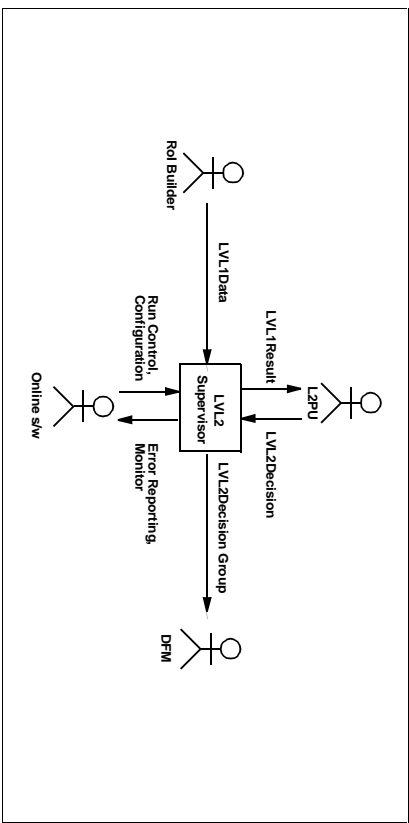 L2PU
LVL1Result
LVL2Decision
RoI Builder
LVL1Data
LVL2
Supervisor
LVL2Decision Group
DFM
Run Control,
Configuration
Error Reporting,
Monitor
Online s/w